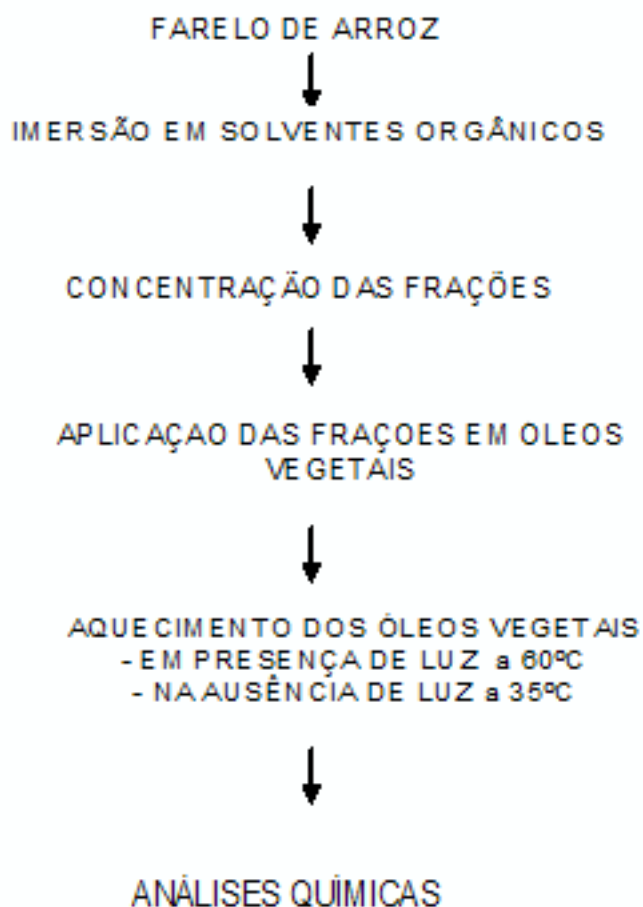 FARELO DE ARROZ
IMERSÃO EM SOLVENTES ORGÂNICOS
CONCENTRAÇÃO DAS FRAÇÕES
APLICAÇAO DAS FRAÇOES EM OLEOS
VEGETAIS
AQUECIMENTO DOS ÓLEOS VEGETAIS
- EM PRESENÇA DE LUZ a 60ºC
- NA AUSÊNCIA DE LUZ a 35ºC
ANÁLISES QUÍMICAS